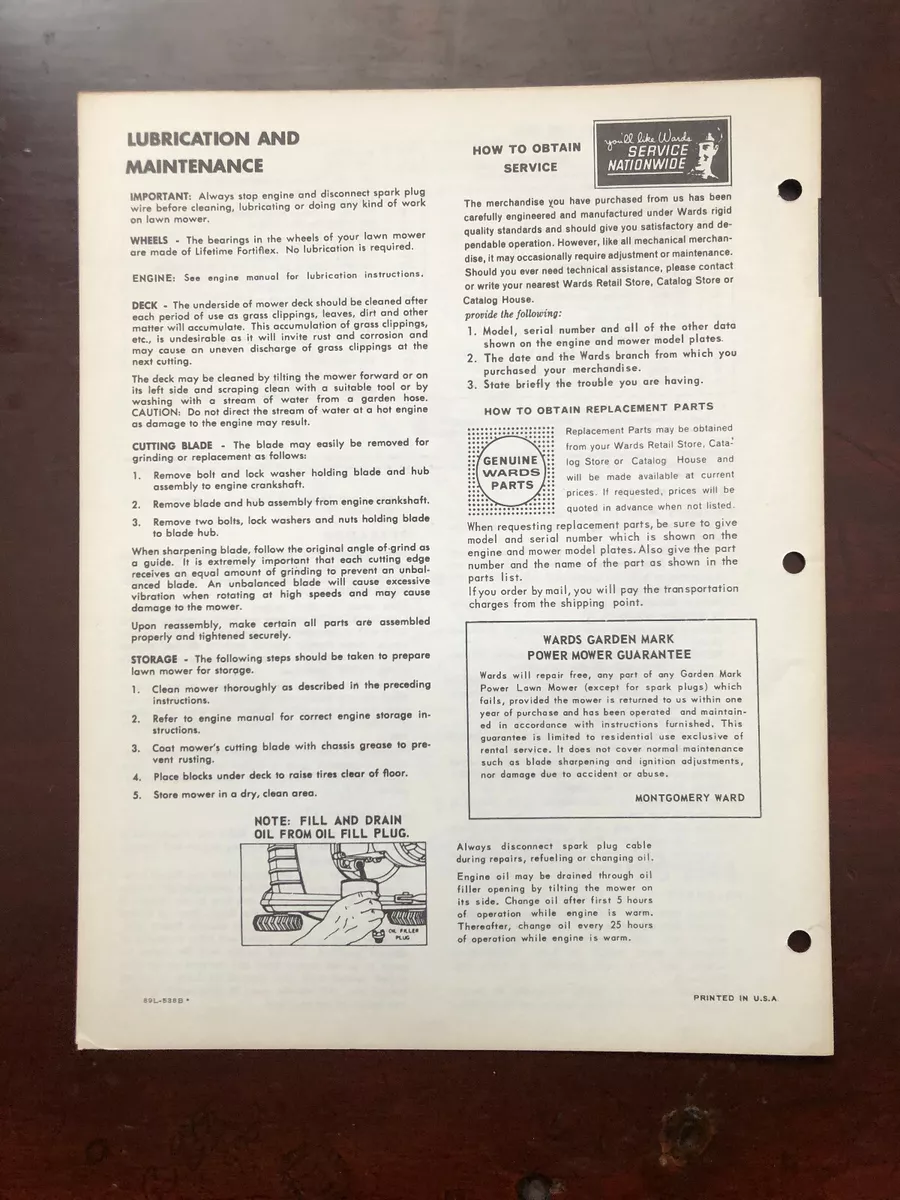 LUBRICATION AND
MAINTENANCE
IMPORTANT: Always stop engine and disconnect spark plug
wire before cleaning, lubricating or doing any kind of work
on lawn mower.
WHEELS - The bearings in the wheels of your lawn mower
are made of Lifetime Fortiflex. No lubrication is required.
ENGINE: See engine manual for lubrication instructions.
DECK - The underside of mower deck should be cleaned after
each period of use as grass clippings, leaves, dirt and other
matter will accumulate. This accumulation of grass clippings,
etc., is undesirable as it will invite rust and corrosion and
may cause an uneven discharge of grass clippings at the
next cutting.
The deck may be cleaned by tilting the mower forward or on
its left side and scraping clean with a suitable tool or by
washing with a stream of water from a garden hose.
CAUTION: Do not direct the stream of water at a hot engine
as damage to the engine may result.
CUTTING BLADE - The blade may easily be removed for
grinding or replacement as follows:
1. Remove bolt and lock washer holding blade and hub
assembly to engine crankshaft.
2. Remove blade and hub assembly from engine crankshaft.
3. Remove two bolts, lock washers and nuts holding blade
to blade hub.
When sharpening blade, follow the original angle of grind as
a guide. It is extremely important that each cutting edge
receives an equal amount of grinding to prevent an unbal-
anced blade. An unbalanced blade will cause excessive
vibration when rotating at high speeds and may cause
damage to the mower.
Upon reassembly, make certain all parts are assembled
properly and tightened securely.
STORAGE - The following steps should be taken to prepare
lawn mower for storage.
1. Clean mower thoroughly as described in the preceding
instructions.
2. Refer to engine manual for correct engine storage in-
structions.
3. Coat mower's cutting blade with chassis grease to pre-
vent rusting.
4. Place blocks under deck to raise tires clear of floor.
5. Store mower in a dry, clean area.
NOTE: FILL AND DRAIN
OIL FROM OIL FILL PLUG.
OIL FILLER
PLUG
69L-538B*
HOW TO OBTAIN
SERVICE
you'll like Wards
SERVICE
NATIONWIDE
The merchandise you have purchased from us has been
carefully engineered and manufactured under Wards rigid
quality standards and should give you satisfactory and de-
pendable operation. However, like all mechanical merchan-
dise, it may occasionally require adjustment or maintenance.
Should you ever need technical assistance, please contact
or write your nearest Wards Retail Store, Catalog Store or
Catalog House.
provide the following:
1. Model, serial number and all of the other data
shown on the engine and mower model plates.
2. The date and the Wards branch from which you
purchased your merchandise.
3. State briefly the trouble you are having.
HOW TO OBTAIN REPLACEMENT PARTS
GENUINE
WARDS
PARTS
Replacement Parts may be obtained
from your Wards Retail Store, Cata-
log Store or Catalog House and
will be made available at current
prices. If requested, prices will be
quoted in advance when not listed.
When requesting replacement parts, be sure to give
model and serial number which is shown on the
engine and mower model plates. Also give the part
number and the name of the part as shown in the
parts list.
If you order by mail, you will pay the transportation
charges from the shipping point.
WARDS GARDEN MARK
POWER MOWER GUARANTEE
Wards will repair free, any part of any Garden Mark
Power Lawn Mower (except for spark plugs) which
fails, provided the mower is returned to us within one
year of purchase and has been operated and maintain-
ed in accordance with instructions furnished. This
guarantee is limited to residential use exclusive of
rental service. It does not cover normal maintenance
such as blade sharpening and ignition adjustments,
nor damage due to accident or abuse.
MONTGOMERY WARD
Always disconnect spark plug cable
during repairs, refueling or changing oil.
Engine oil may be drained through oil
filler opening by tilting the mower on
its side. Change oil after first 5 hours
of operation while engine is warm.
Thereafter, change oil every 25 hours
of operation while engine is warm.
PRINTED IN U.S.A.